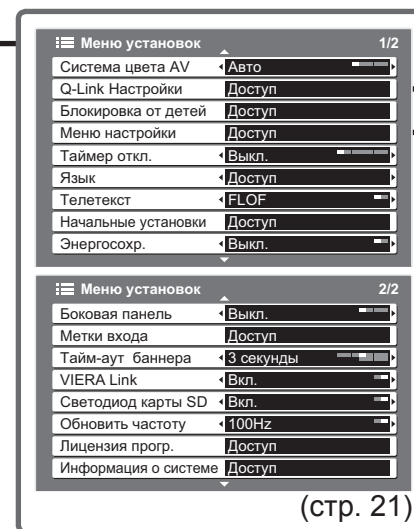 Меню установок 1/2
Система цвета AV Авто
Q-Link Настройки Доступ
Блокировка от детей Доступ
Меню настройки Доступ
Таймер откл. Выкл.
Язык Доступ
Телетекст FLOF
Начальные установки Доступ
Энергосохр. Выкл.
Меню установок 2/2
Боковая панель Выкл.
Метки входа Доступ
Тайм-аут баннера 3 секунды
VIERA Link Вкл.
Светодиод карты SD Вкл.
Обновить частоту 100Hz
Лицензия прогр. Доступ
Информация о системе Доступ
(стр. 21)